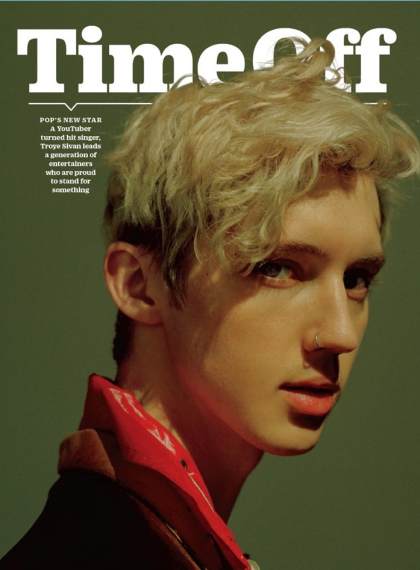 Time Off
POP'S NEW STAR
A YouTuber
turned hit singer,
Troye Sivan leads
a generation of
entertainers
who are proud
to stand for
something